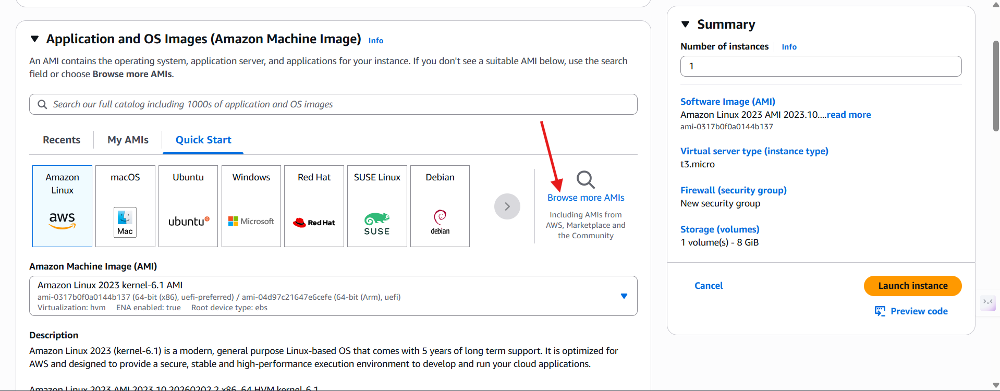 Application and OS Images (Amazon Machine Image) Info
An AMI contains the operating system, application server, and applications for your instance. If you don't see a suitable AMI below, use the search
field or choose Browse more AMIs.
Search our full catalog including 1000s of application and OS images
Recents
My AMIs
Quick Start
Amazon
Linux
aws
macOS
Mac
Ubuntu
ubuntu
Windows
Microsoft
Red Hat
Red Hat
SUSE Linux
SUSE
Debian
debian
Browse more AMIs
Including AMIs from
AWS, Marketplace and
the Community
Amazon Machine Image (AMI)
Amazon Linux 2023 kernel-6.1 AMI
ami-0317b0f0a0144b137 (64-bit (x86), uefi-preferred) / ami-04d97c21647e6cefe (64-bit (Arm), uefi)
Virtualization: hvm ENA enabled: true Root device type: ebs
Description
Amazon Linux 2023 (kernel-6.1) is a modern, general purpose Linux-based OS that comes with 5 years of long term support. It is optimized for
AWS and designed to provide a secure, stable and high-performance execution environment to develop and run your cloud applications.
Amazon Linux 2023 AMI 2023.10.20260202.2 x86_64 HVM kernel-6.1
Summary
Number of instances Info
1
Software Image (AMI)
Amazon Linux 2023 AMI 2023.10....read more
ami-0317b0f0a0144b137
Virtual server type (instance type)
t3.micro
Firewall (security group)
New security group
Storage (volumes)
1 volume(s) - 8 GiB
Cancel
Launch instance
Preview code